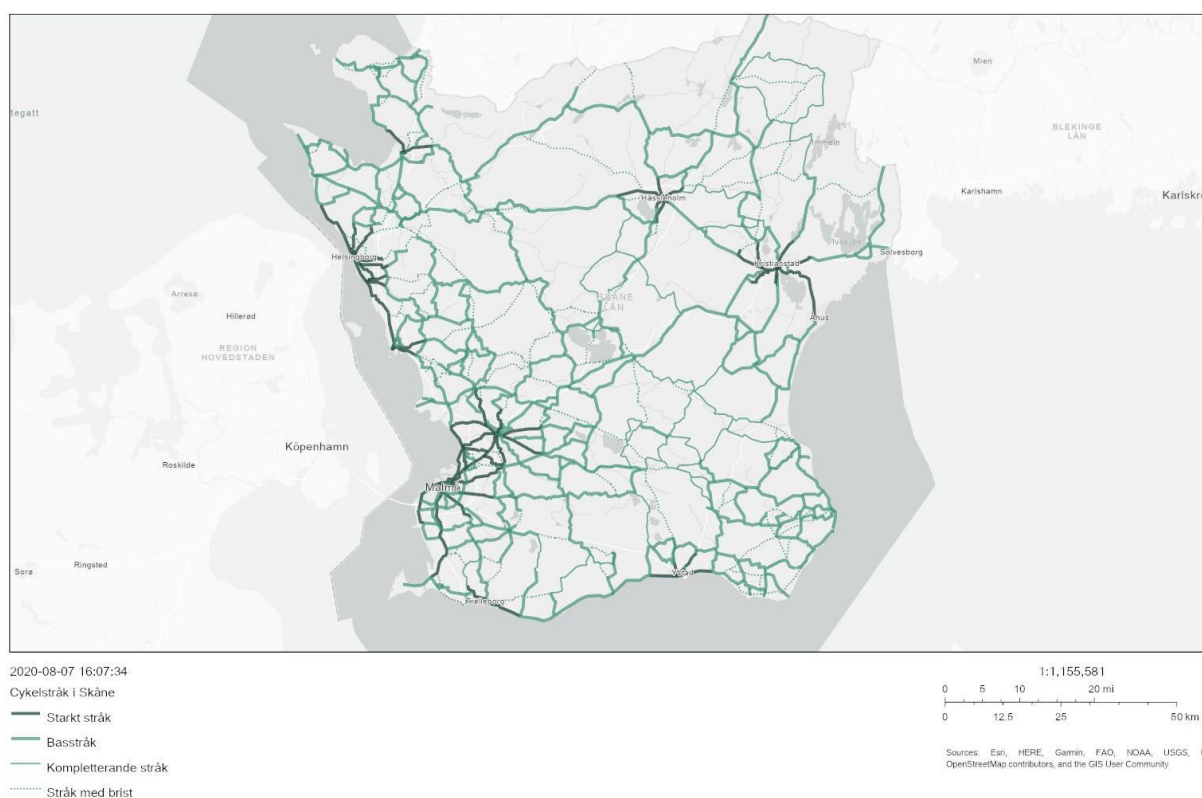 Mien
tegatt
BLEKINGE
LÄN
Immeln
Karlshamn
Karlskr
Hässleholm
Ivösjön
Sölvesborg
Helsingborg
Kristianstad
Arresø
SKÅNE
LÄN
Hillerød
Åhus
REGION
HOVEDSTADEN
Köpenhamn
Roskilde
Malmö
Sorø
Ringsted
Ystad
Trelleborg
2020-08-07 16:07:34
Cykelstråk i Skåne
Starkt stråk
Basstråk
Kompletterande stråk
Stråk med brist
1:1,155,581
0 5 10 20 mi
0 12.5 25 50 km
Sources: Esri, HERE, Garmin, FAO, NOAA, USGS,
OpenStreetMap contributors, and the GIS User Community